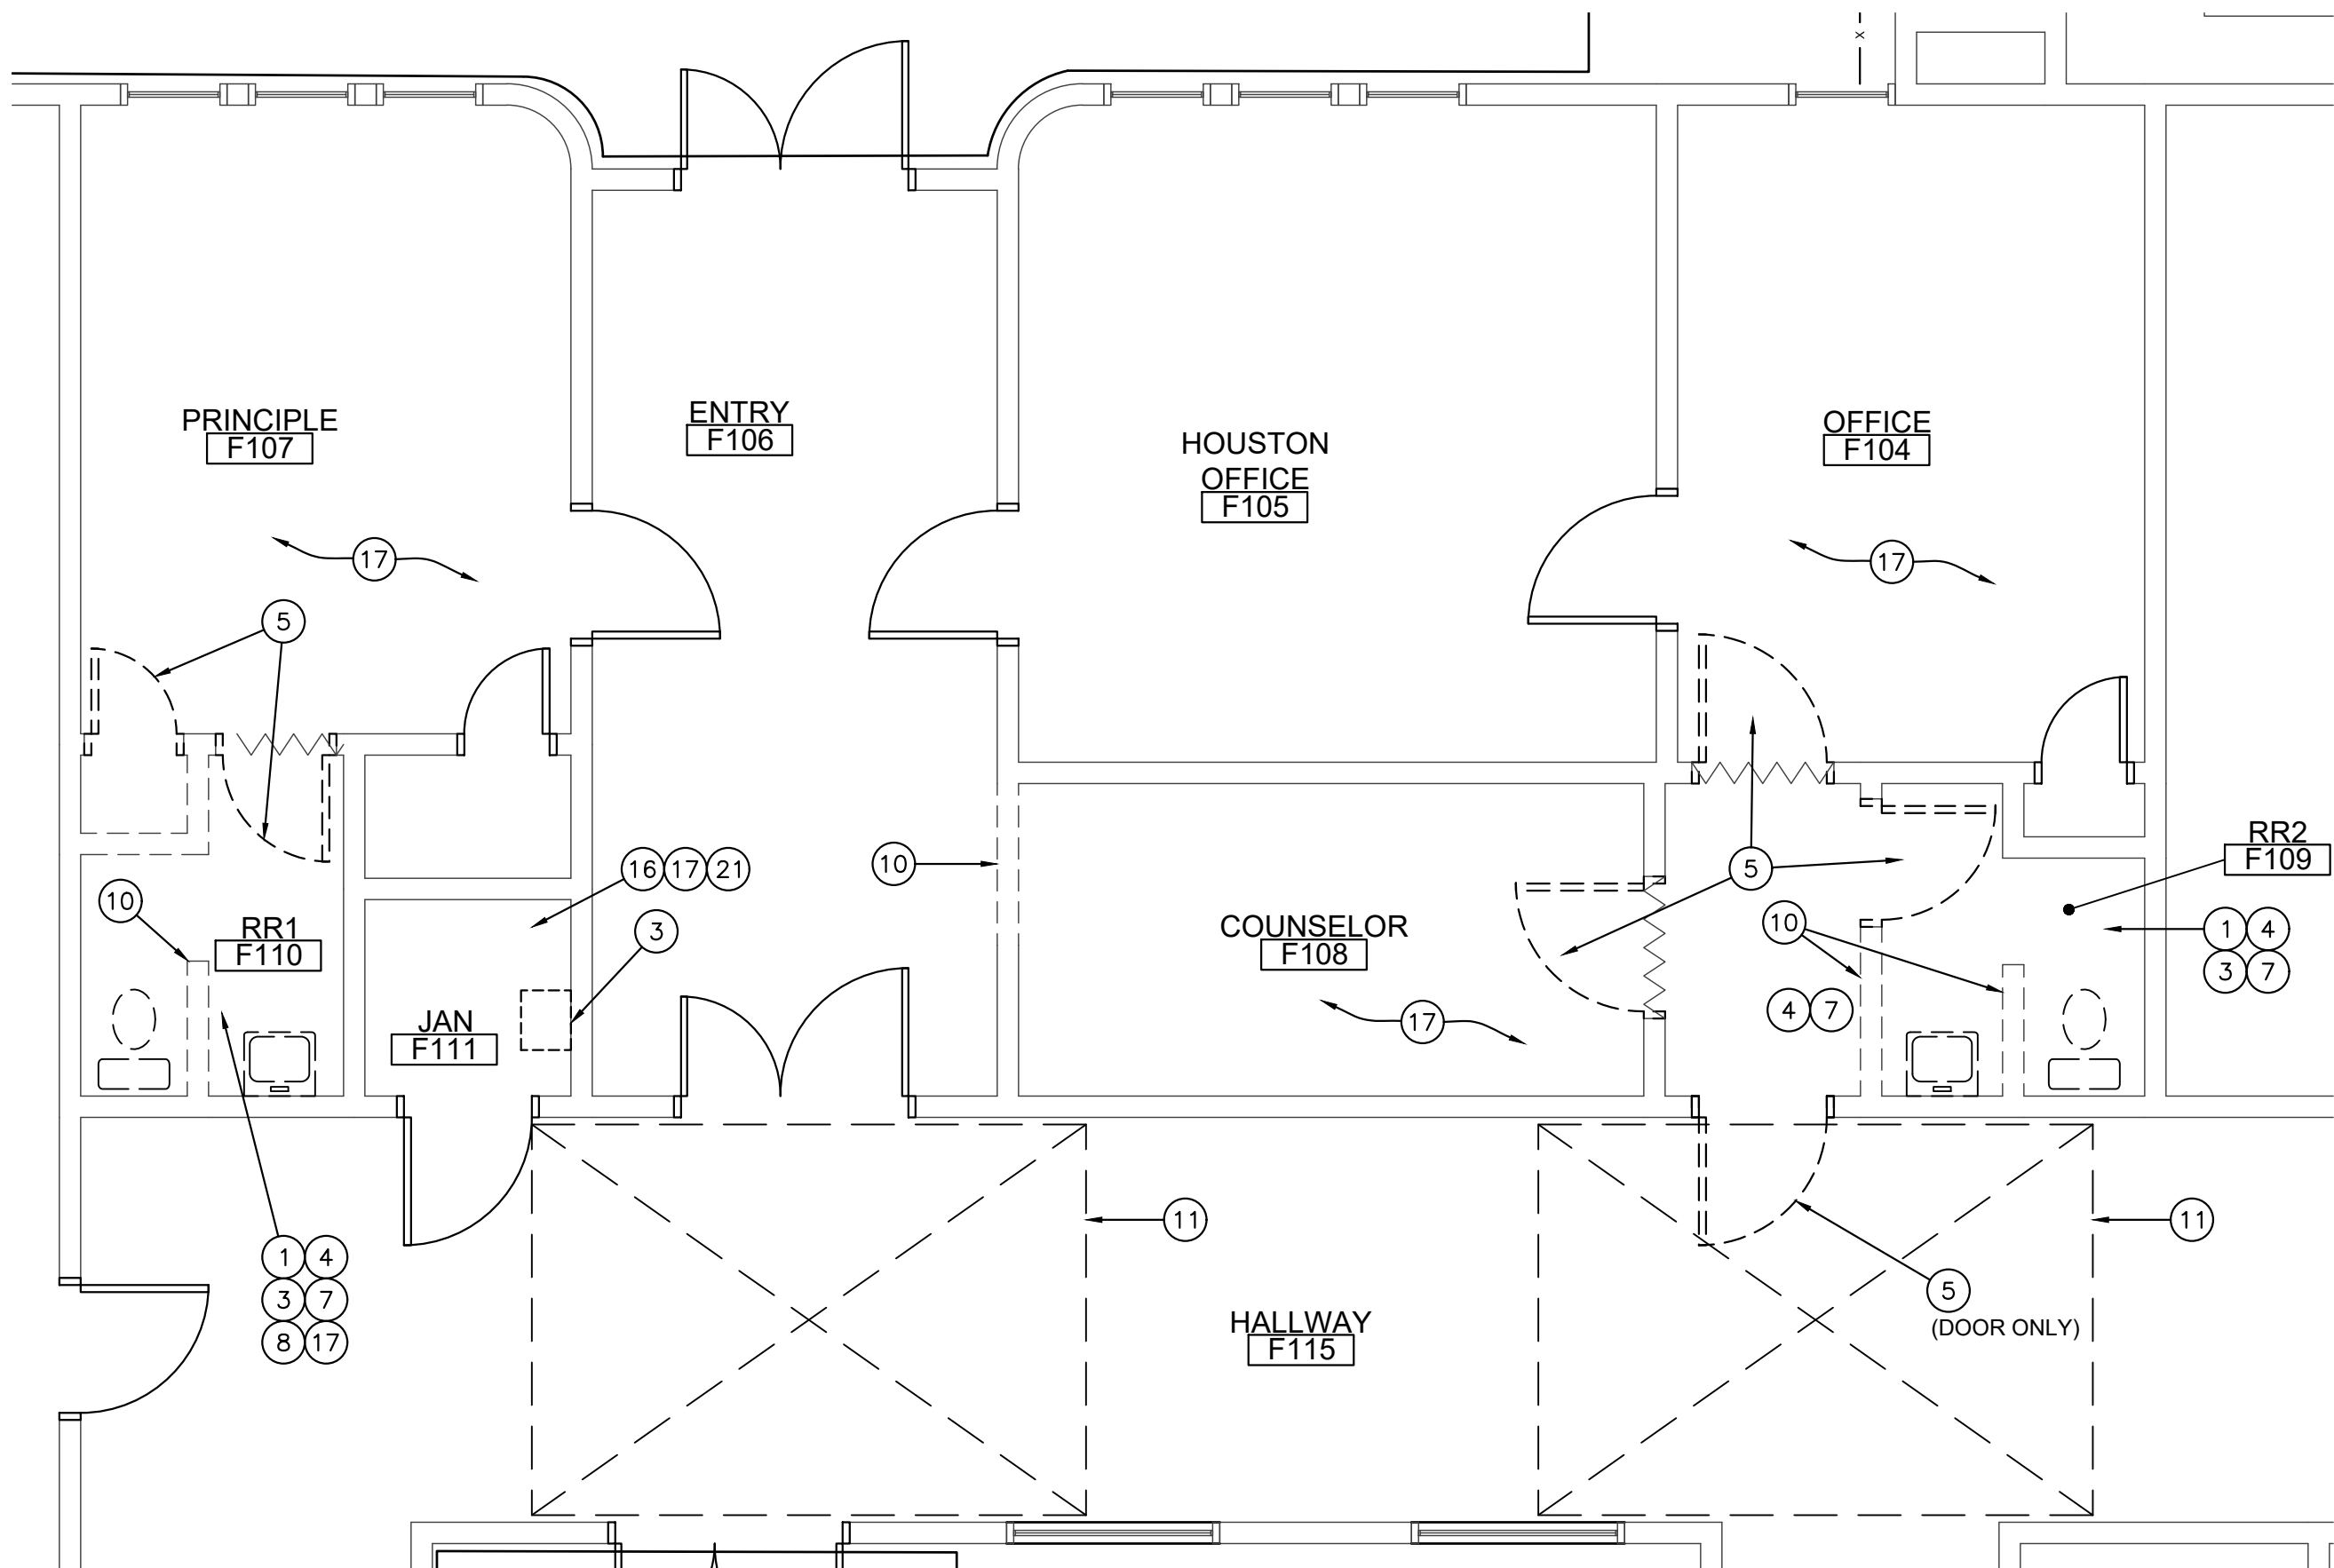 x
PRINCIPLE
F107
ENTRY
F106
HOUSTON
OFFICE
F105
OFFICE
F104
17
17
5
16 17 21
10
5
RR2
F109
10
RR1
F110
3
COUNSELOR
F108
10
1 4
3 7
JAN
F111
17
4 7
11
11
1 4
3 7
8 17
HALLWAY
F115
5
(DOOR ONLY)